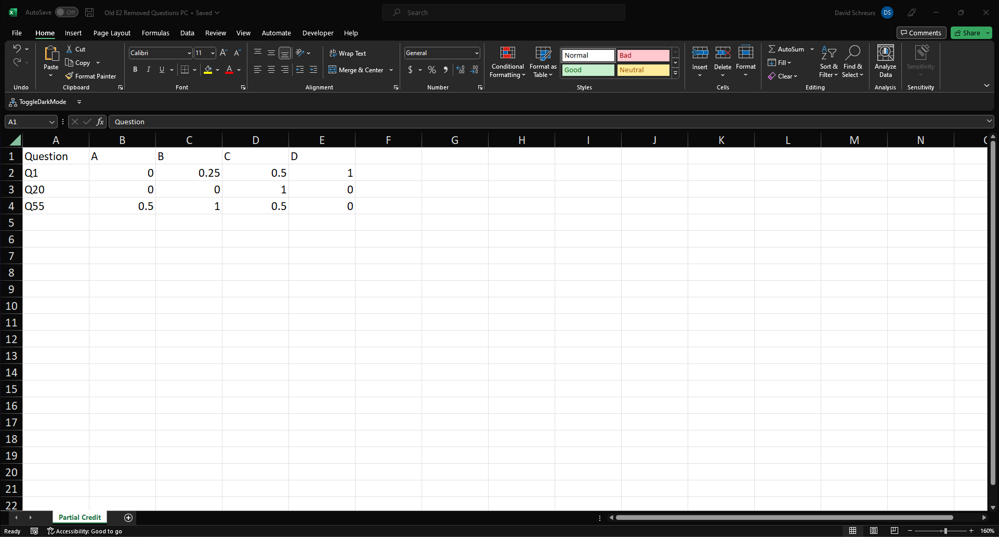 AutoSave Off Old E2 Removed Questions PC • Saved Search David Schreurs DS
File Home Insert Page Layout Formulas Data Review View Automate Developer Help Comments Share
Paste Cut Copy Format Painter
Calibri 11 B I U A
ab Wrap Text
Merge & Center
General
$ %
Conditional Formatting Format as Table
Normal Bad
Good Neutral
Insert Delete Format
AutoSum
Fill
Clear
Sort & Filter Find & Select
Analyze Data
Sensitivity
Undo Clipboard Font Alignment Number Styles Cells Editing Analysis Sensitivity
ToggleDarkMode
A1 fx Question
A B C D E F G H I J K L M N
1 Question A B C D
2 Q1 0 0.25 0.5 1
3 Q20 0 0 1 0
4 Q55 0.5 1 0.5 0
5
6
7
8
9
10
11
12
13
14
15
16
17
18
19
20
21
22
Partial Credit
Ready Accessibility: Good to go 160%